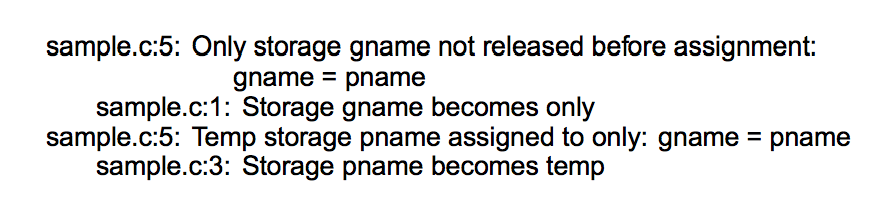 sample.c:5: Only storage gname not released before assignment:
gname = pname
sample.c:1: Storage gname becomes only
sample.c:5: Temp storage pname assigned to only: gname = pname
sample.c:3: Storage pname becomes temp